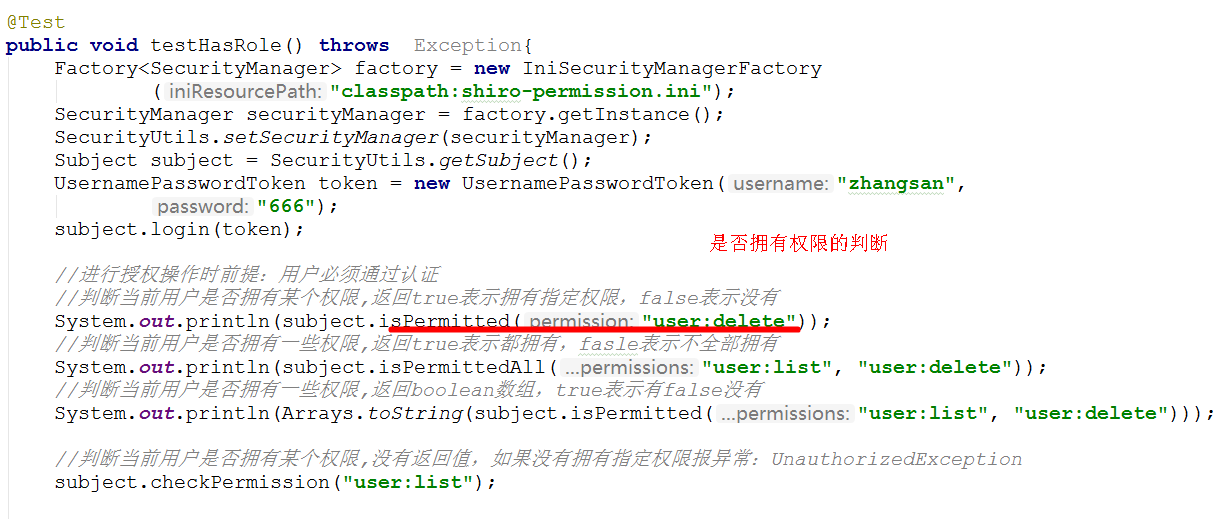 @Test
public void testHasRole() throws  Exception{
Factory<SecurityManager> factory = new IniSecurityManagerFactory
( iniResourcePath: "classpath:shiro-permission.ini");
SecurityManager securityManager = factory.getInstance();
SecurityUtils.setSecurityManager(securityManager);
Subject subject = SecurityUtils.getSubject();
UsernamePasswordToken token = new UsernamePasswordToken( username: "zhangsan",
password: "666");
subject.login(token);
是否拥有权限的判断
//进行授权操作时前提：用户必须通过认证
//判断当前用户是否拥有某个权限,返回true表示拥有指定权限，false表示没有
System.out.println(subject.isPermitted( permission: "user:delete"));
//判断当前用户是否拥有一些权限,返回true表示都拥有，fasle表示不全部拥有
System.out.println(subject.isPermittedAll( ...permissions: "user:list", "user:delete"));
//判断当前用户是否拥有一些权限,返回boolean数组，true表示有false没有
System.out.println(Arrays.toString(subject.isPermitted( ...permissions: "user:list", "user:delete")));
//判断当前用户是否拥有某个权限,没有返回值，如果没有拥有指定权限报异常：UnauthorizedException
subject.checkPermission("user:list");